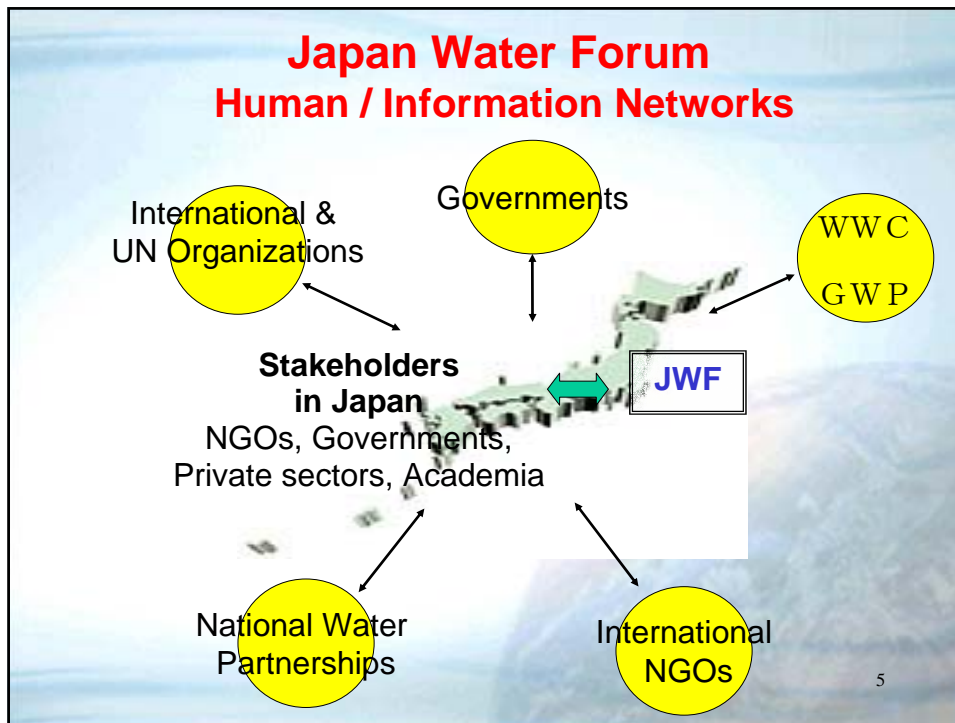 Japan Water Forum
Human / Information Networks
International &
UN Organizations
Governments
ＷＷＣ
ＧＷＰ
Stakeholders
in Japan
NGOs, Governments,
Private sectors, Academia
JWF
National Water
Partnerships
International
NGOs
5